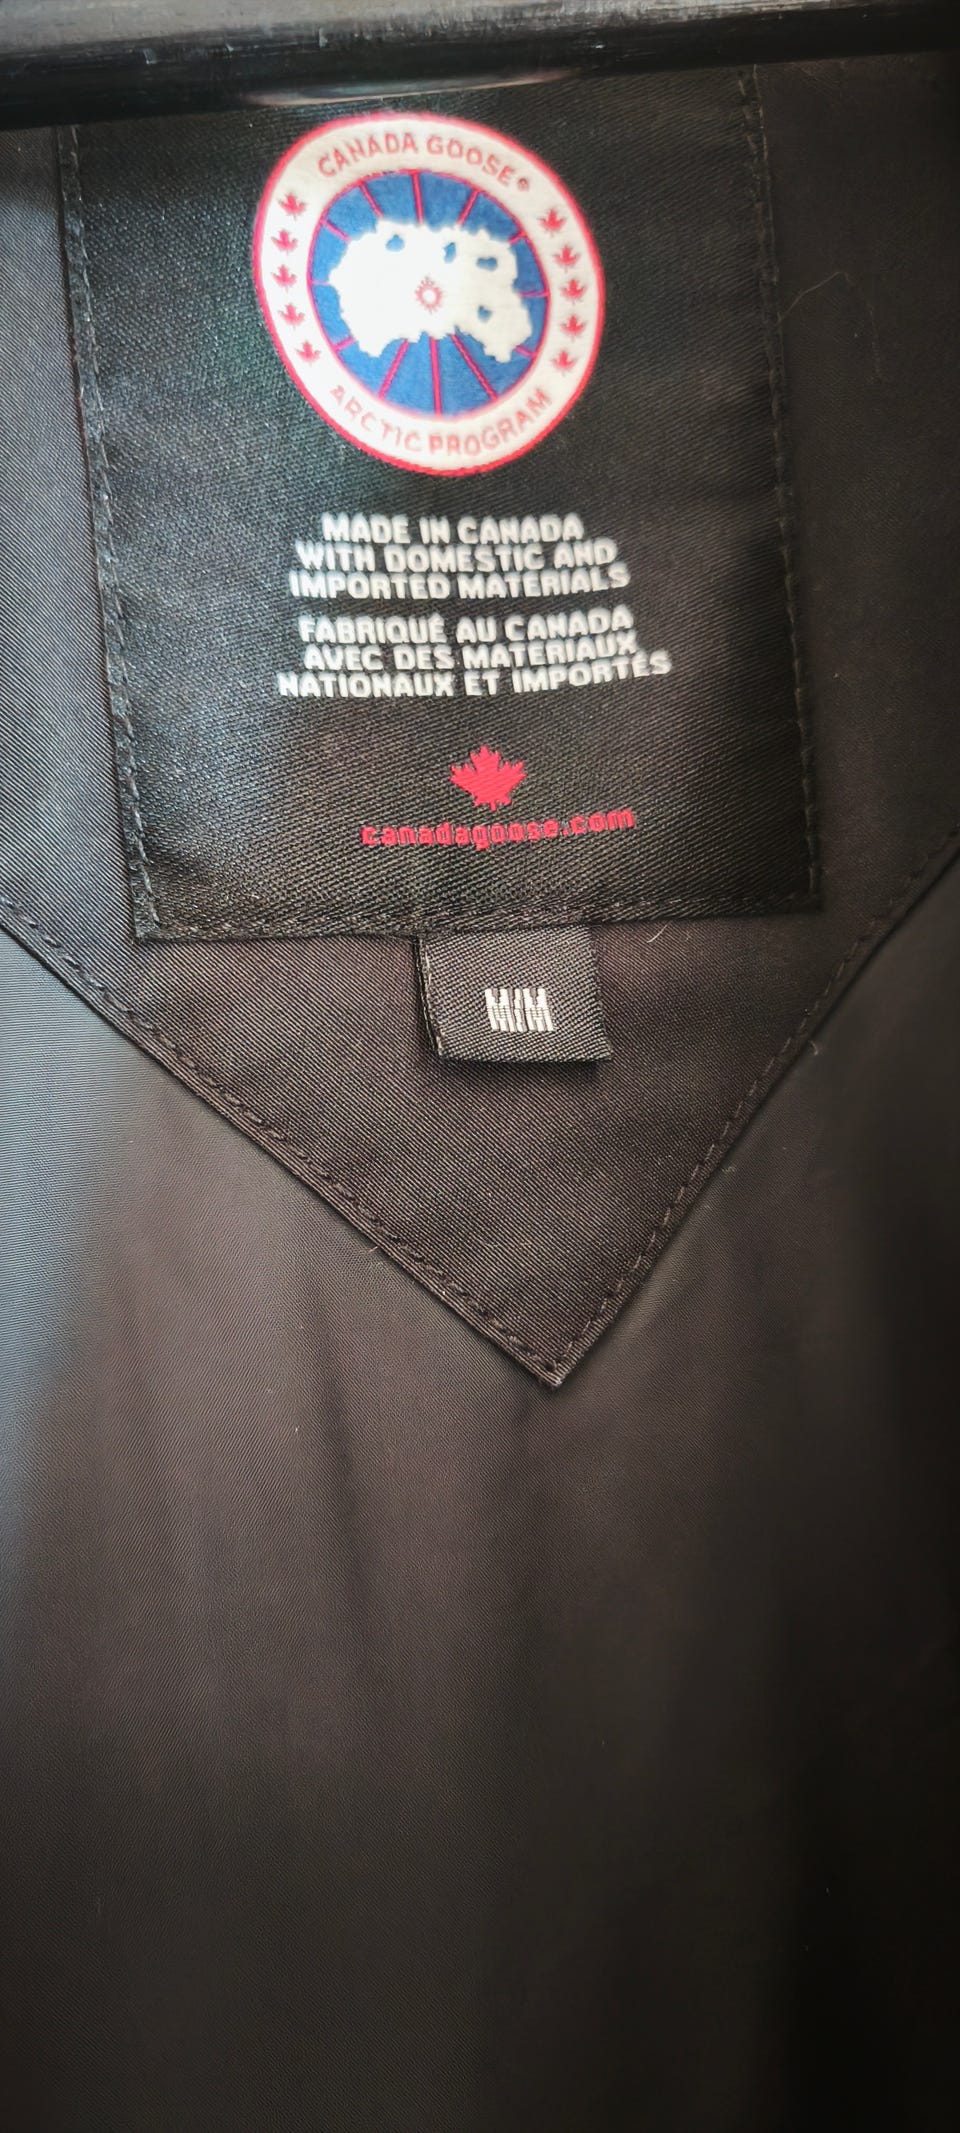 CANADA GOOSE®
ARCTIC PROGRAM
MADE IN CANADA
WITH DOMESTIC AND
IMPORTED MATERIALS
FABRIQUÉ AU CANADA
AVEC DES MATERIAUX
NATIONAUX ET IMPORTÉS
canadagoose.com
M/M